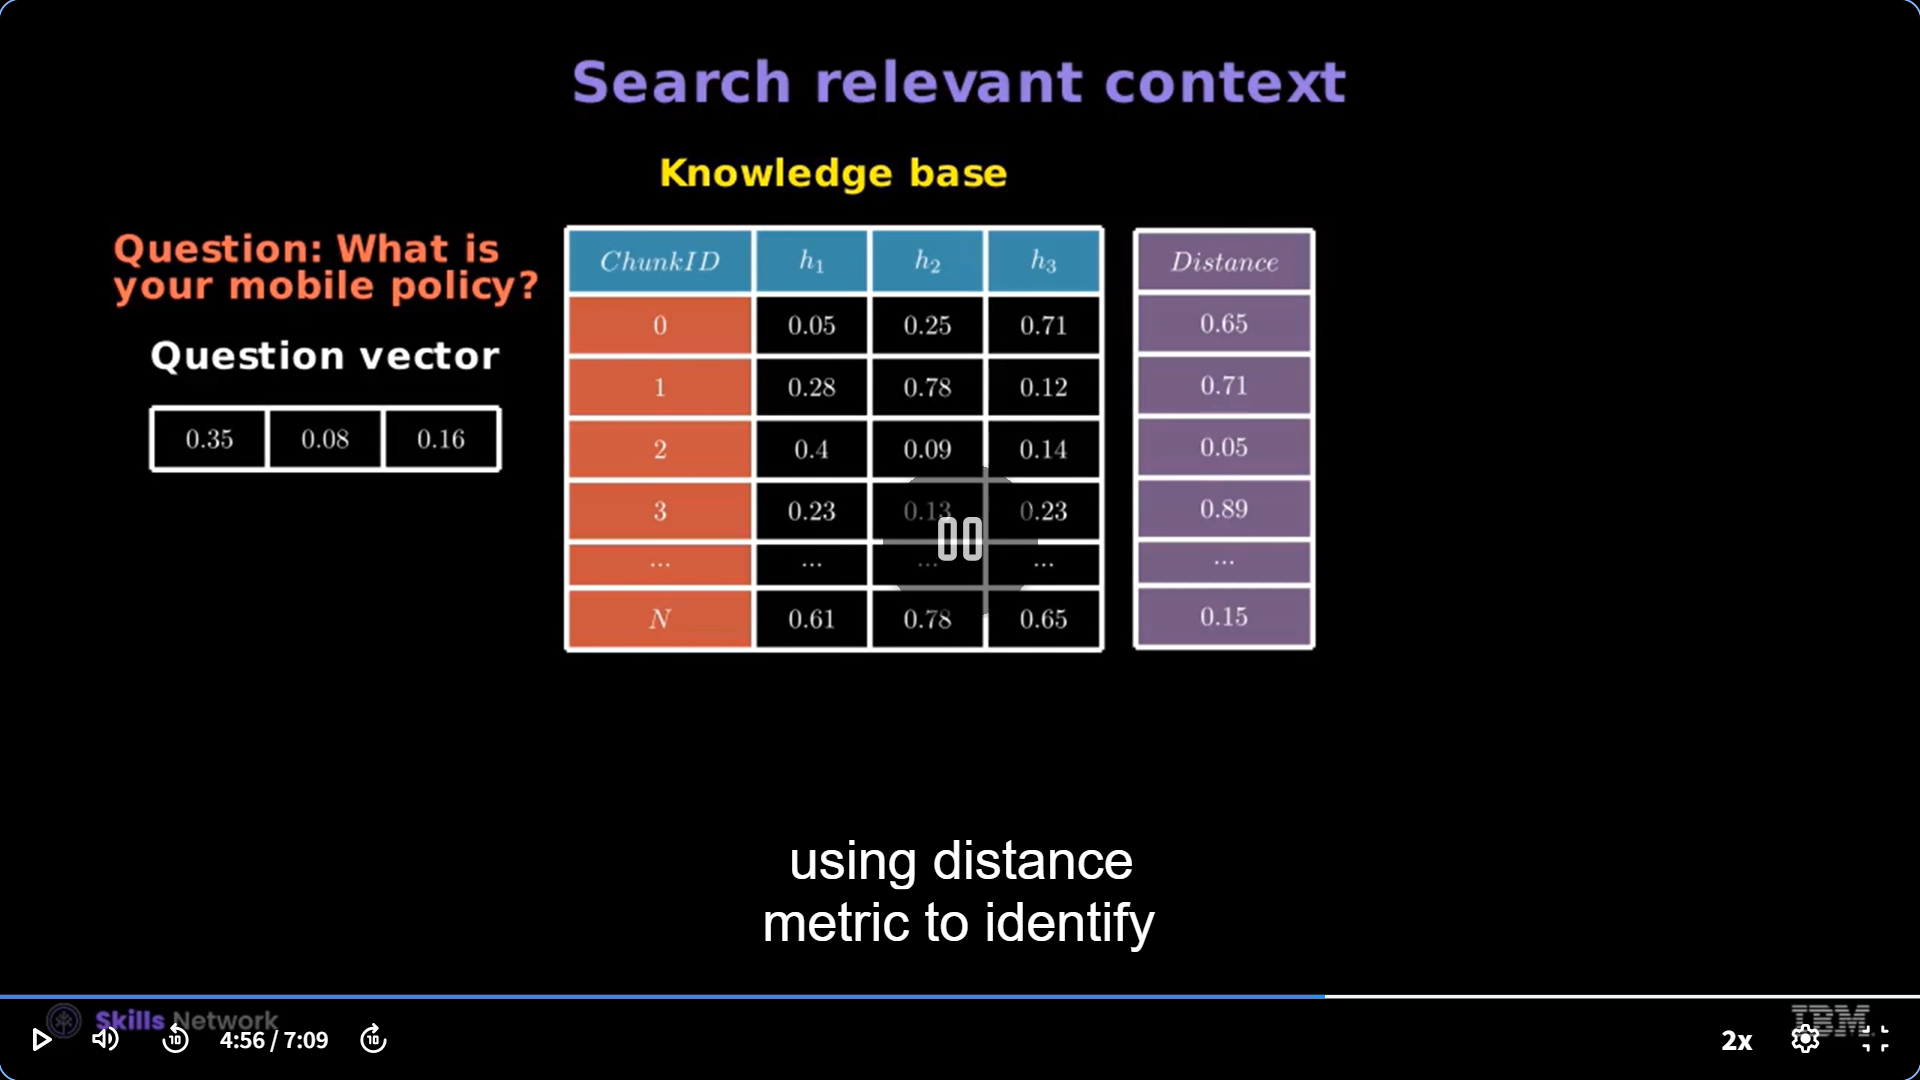 Search relevant context
Knowledge base
Question: What is
your mobile policy?
Question vector
0.35 0.08 0.16
ChunkID h1 h2 h3 Distance
0 0.05 0.25 0.71 0.65
1 0.28 0.78 0.12 0.71
2 0.4 0.09 0.14 0.05
3 0.23 0.13 0.23 0.89
... ... ... ... ...
N 0.61 0.78 0.65 0.15
using distance
metric to identify
Skills Network
IBM
10 4:56 / 7:09 10 2x